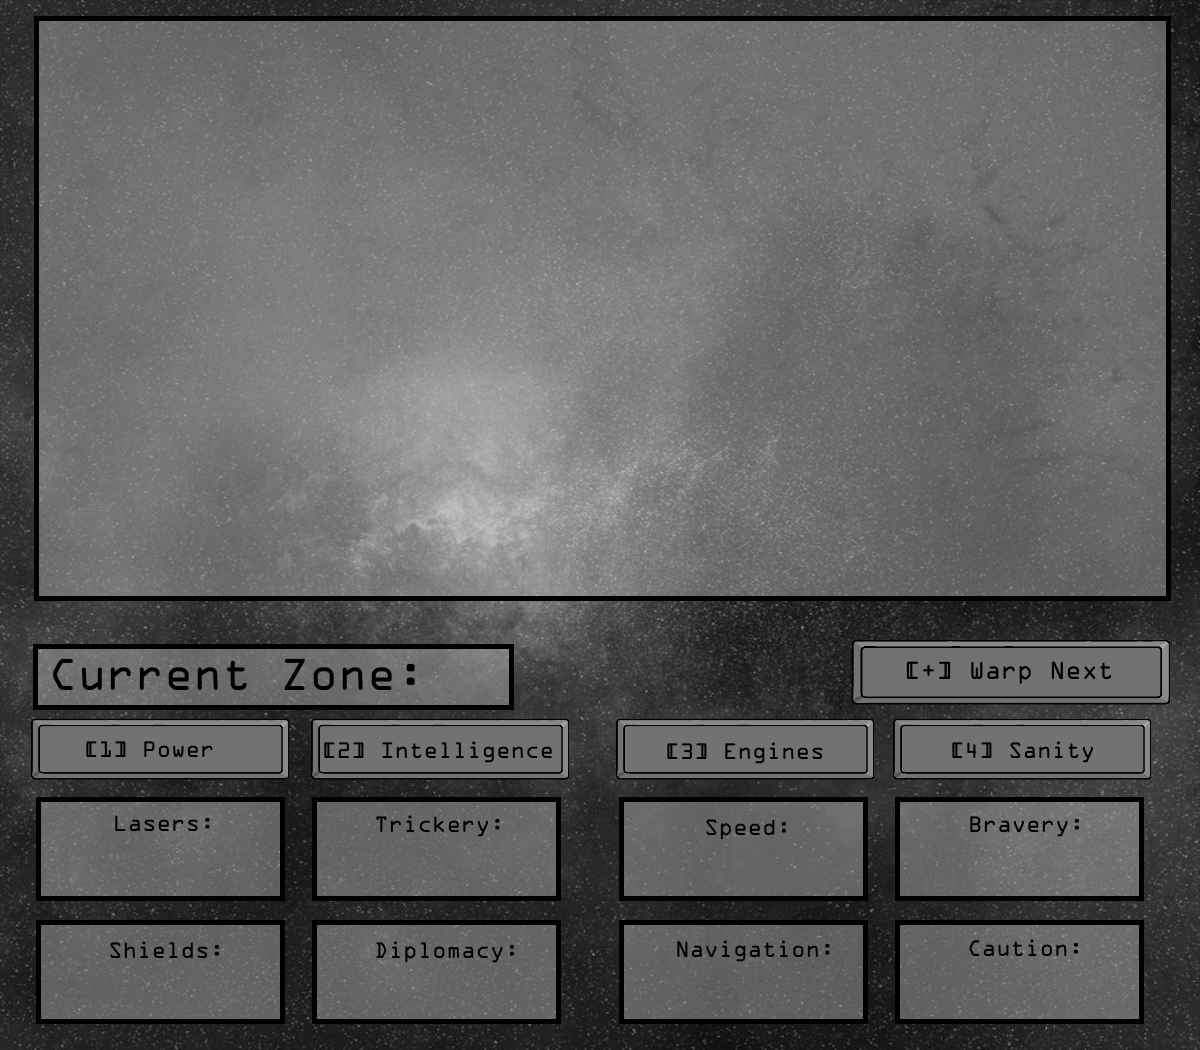 Current Zone:
[+] Warp Next
[1] Power
[2] Intelligence
[3] Engines
[4] Sanity
Lasers:
Trickery:
Speed:
Bravery:
Shields:
Diplomacy:
Navigation:
Caution: